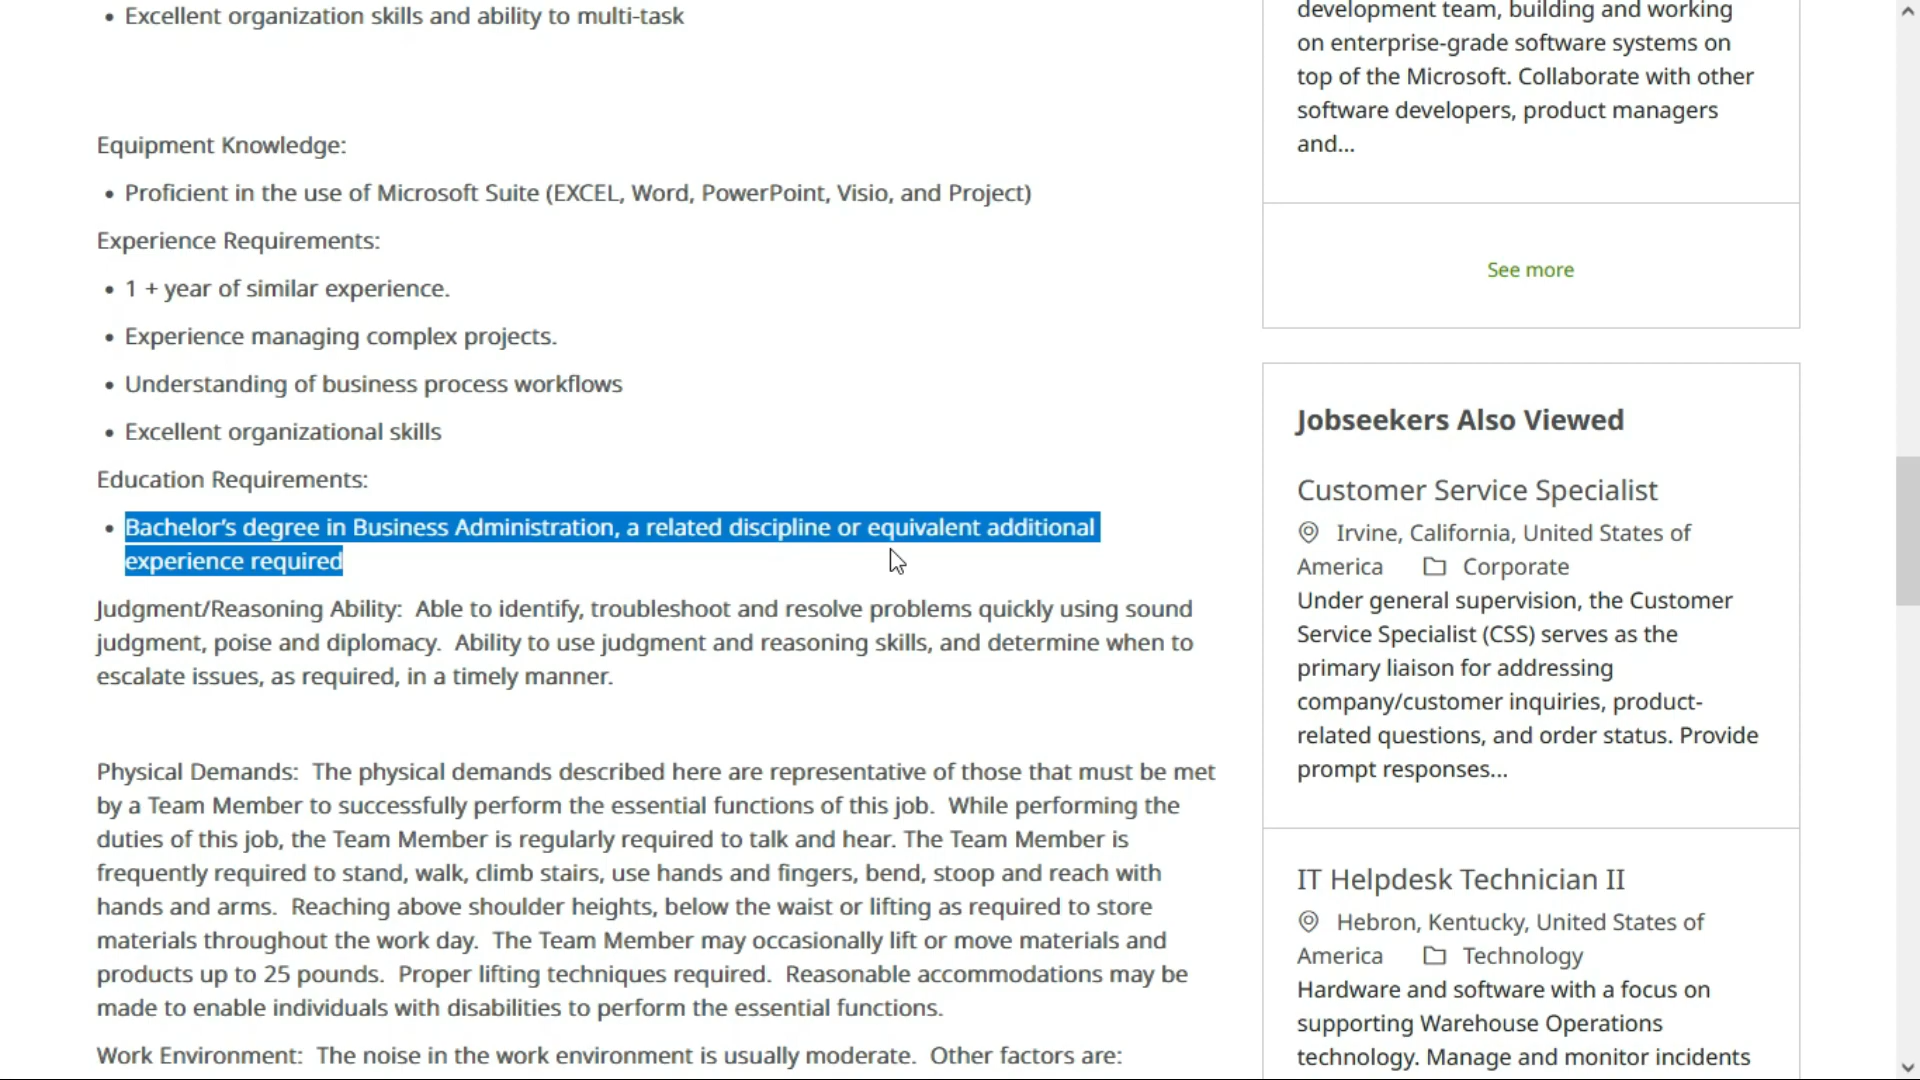 • Excellent organization skills and ability to multi-task
Equipment Knowledge:
• Proficient in the use of Microsoft Suite (EXCEL, Word, PowerPoint, Visio, and Project)
Experience Requirements:
• 1 + year of similar experience.
• Experience managing complex projects.
• Understanding of business process workflows
• Excellent organizational skills
Education Requirements:
• Bachelor’s degree in Business Administration, a related discipline or equivalent additional
experience required
Judgment/Reasoning Ability:  Able to identify, troubleshoot and resolve problems quickly using sound
judgment, poise and diplomacy.  Ability to use judgment and reasoning skills, and determine when to
escalate issues, as required, in a timely manner.
Physical Demands:  The physical demands described here are representative of those that must be met
by a Team Member to successfully perform the essential functions of this job.  While performing the
duties of this job, the Team Member is regularly required to talk and hear. The Team Member is
frequently required to stand, walk, climb stairs, use hands and fingers, bend, stoop and reach with
hands and arms.  Reaching above shoulder heights, below the waist or lifting as required to store
materials throughout the work day.  The Team Member may occasionally lift or move materials and
products up to 25 pounds.  Proper lifting techniques required.  Reasonable accommodations may be
made to enable individuals with disabilities to perform the essential functions.
Work Environment:  The noise in the work environment is usually moderate.  Other factors are:
development team, building and working
on enterprise-grade software systems on
top of the Microsoft. Collaborate with other
software developers, product managers
and...
See more
Jobseekers Also Viewed
Customer Service Specialist
Irvine, California, United States of
America Corporate
Under general supervision, the Customer
Service Specialist (CSS) serves as the
primary liaison for addressing
company/customer inquiries, product-
related questions, and order status. Provide
prompt responses...
IT Helpdesk Technician II
Hebron, Kentucky, United States of
America Technology
Hardware and software with a focus on
supporting Warehouse Operations
technology. Manage and monitor incidents